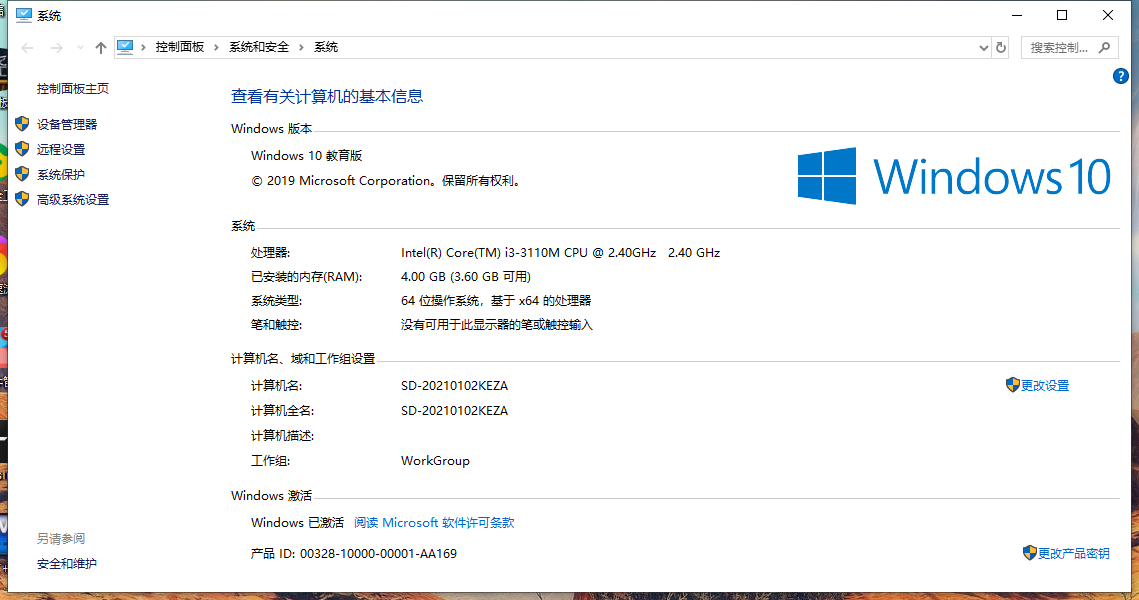 系统
控制面板 › 系统和安全 › 系统
搜索控制...
控制面板主页
设备管理器
远程设置
系统保护
高级系统设置
查看有关计算机的基本信息
Windows 版本
Windows 10 教育版
© 2019 Microsoft Corporation。保留所有权利。
Windows 10
系统
处理器: Intel(R) Core(TM) i3-3110M CPU @ 2.40GHz 2.40 GHz
已安装的内存(RAM): 4.00 GB (3.60 GB 可用)
系统类型: 64 位操作系统，基于 x64 的处理器
笔和触控: 没有可用于此显示器的笔或触控输入
计算机名、域和工作组设置
计算机名: SD-20210102KEZA 更改设置
计算机全名: SD-20210102KEZA
计算机描述:
工作组: WorkGroup
Windows 激活
Windows 已激活 阅读 Microsoft 软件许可条款
产品 ID: 00328-10000-00001-AA169 更改产品密钥
另请参阅
安全和维护